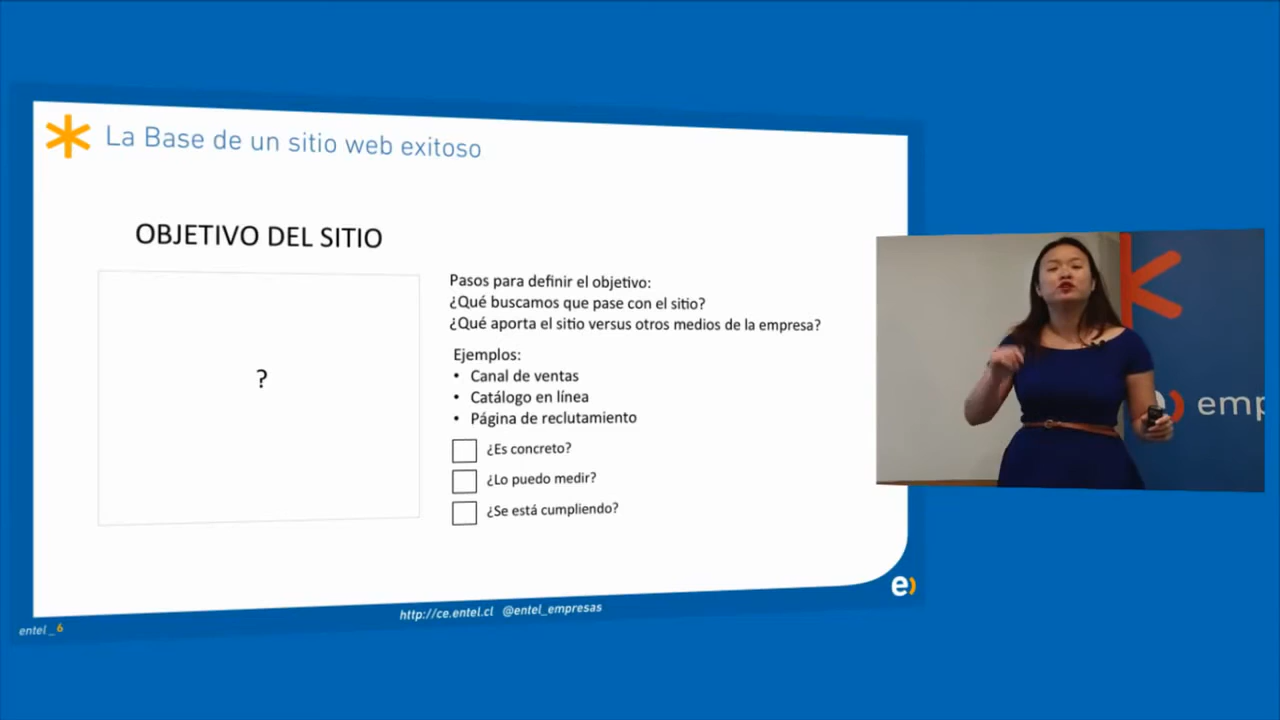 La Base de un sitio web exitoso
OBJETIVO DEL SITIO
?
Pasos para definir el objetivo:
¿Qué buscamos que pase con el sitio?
¿Qué aporta el sitio versus otros medios de la empresa?
Ejemplos:
• Canal de ventas
• Catálogo en línea
• Página de reclutamiento
¿Es concreto?
¿Lo puedo medir?
¿Se está cumpliendo?
e)
http://ce.entel.cl @entel_empresas
entel _ 6
e) emp